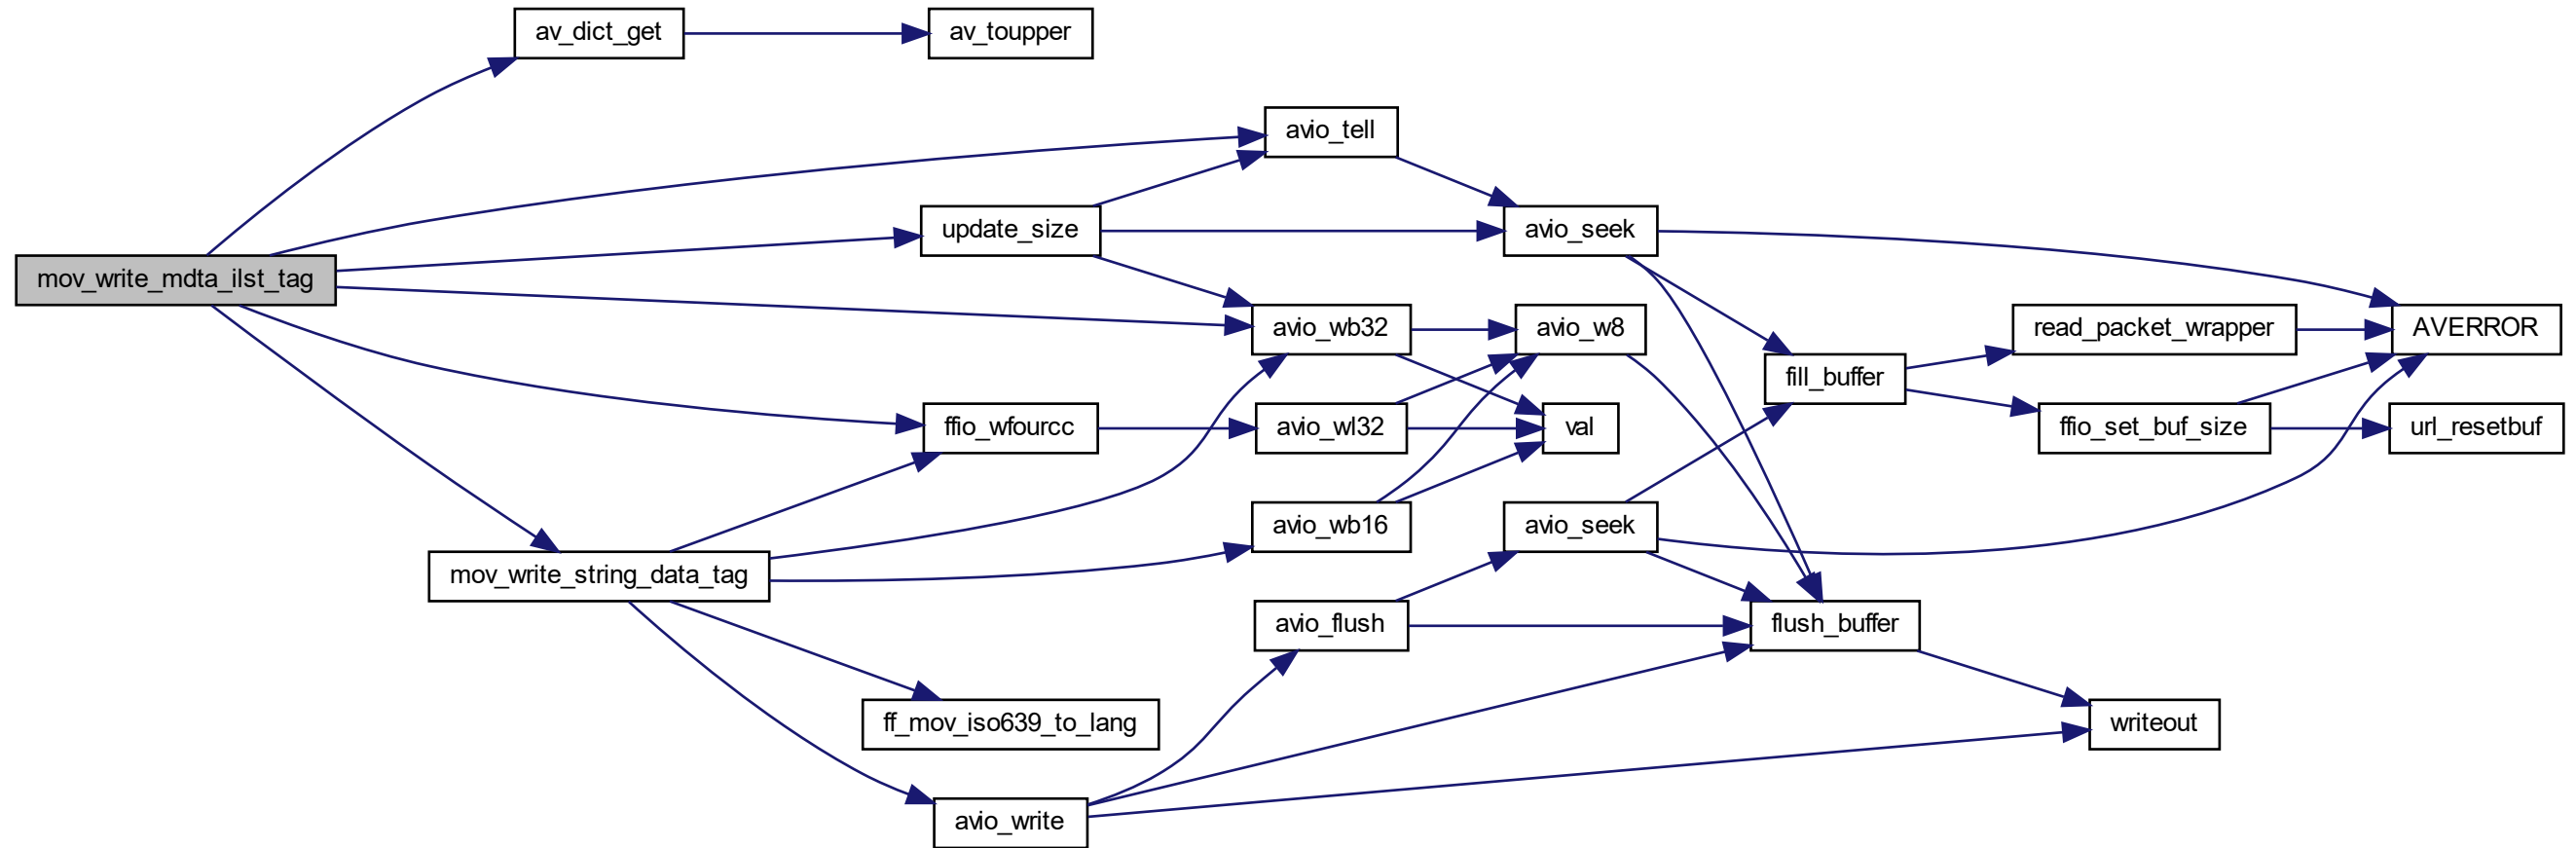 av_dict_get
av_toupper
avio_tell
update_size
avio_seek
mov_write_mdta_ilst_tag
avio_wb32
avio_w8
read_packet_wrapper
AVERROR
fill_buffer
ffio_wfourcc
avio_wl32
val
ffio_set_buf_size
url_resetbuf
avio_wb16
avio_seek
mov_write_string_data_tag
avio_flush
flush_buffer
ff_mov_iso639_to_lang
writeout
avio_write